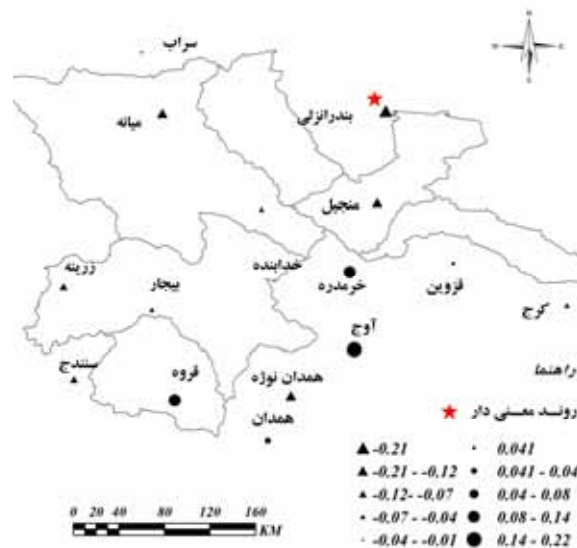 سراب
میانه
بندرانزلی
منجیل
خدابنده
زرینه
بیجار
خرمدره
قزوین
کرج
آوج
سنندج
قروه
همدان نوژه
همدان
راهنما
روند معنی دار
-0.21
0.041
-0.21 - -0.12
0.041 - 0.04
-0.12- -0.07
0.04 - 0.08
-0.07 - -0.04
0.08 - 0.14
-0.04 - -0.01
0.14 - 0.22
0 20 40 80 120 160
KM